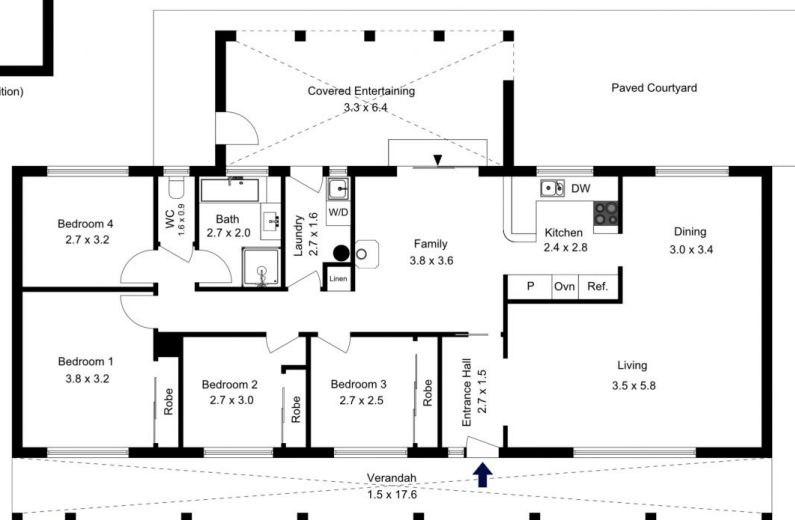 ition)
Covered Entertaining
3.3 x 6.4
Paved Courtyard
Bedroom 4
2.7 x 3.2
WC
1.6 x 0.9
Bath
2.7 x 2.0
Laundry
2.7 x 1.6
W/D
Linen
Family
3.8 x 3.6
DW
Kitchen
2.4 x 2.8
P
Ovn
Ref.
Dining
3.0 x 3.4
Bedroom 1
3.8 x 3.2
Robe
Bedroom 2
2.7 x 3.0
Robe
Bedroom 3
2.7 x 2.5
Robe
Entrance Hall
2.7 x 1.5
Living
3.5 x 5.8
Verandah
1.5 x 17.6